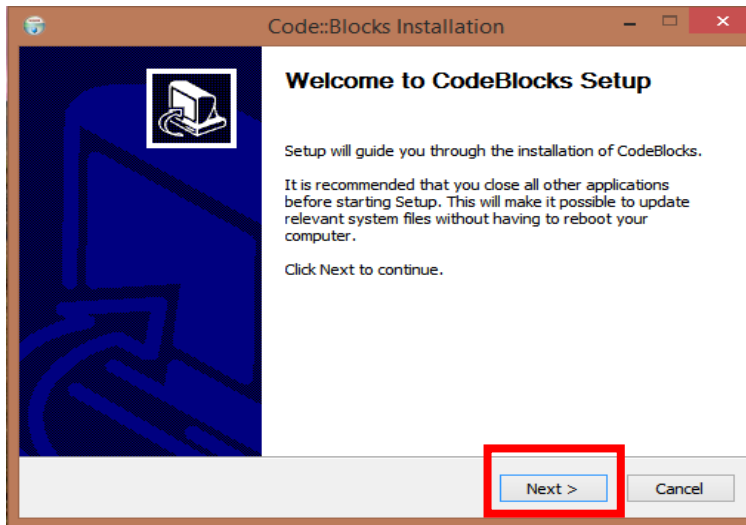 Code::Blocks Installation
Welcome to CodeBlocks Setup
Setup will guide you through the installation of CodeBlocks.
It is recommended that you close all other applications
before starting Setup. This will make it possible to update
relevant system files without having to reboot your
computer.
Click Next to continue.
Next >
Cancel